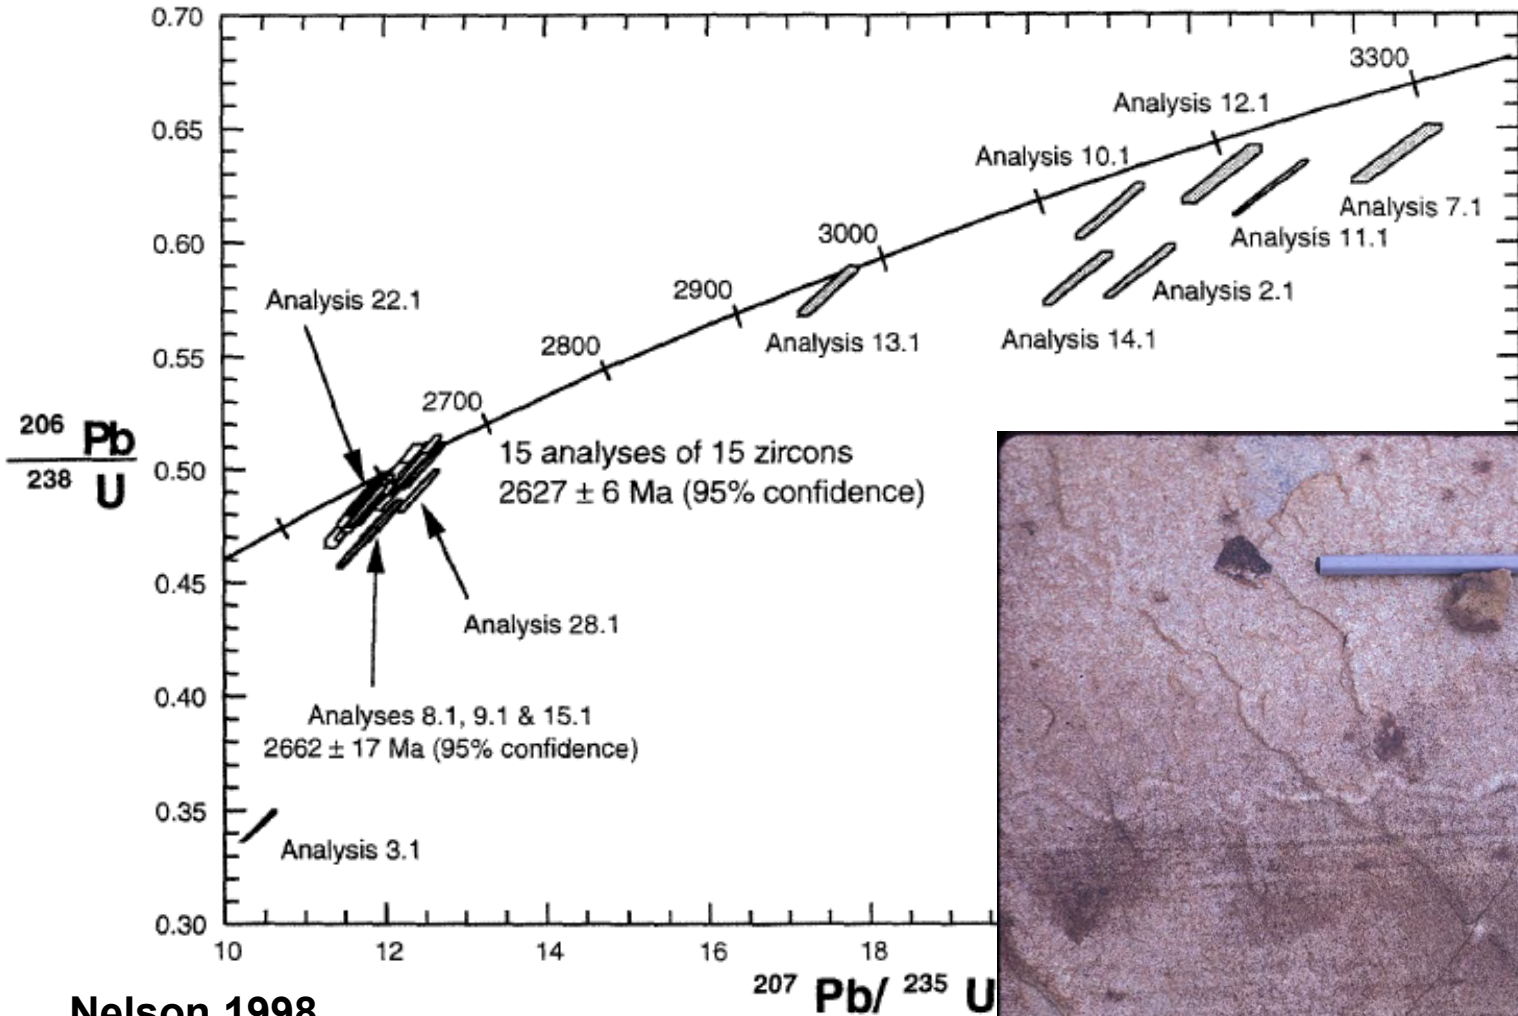 0.70
0.65
0.60
0.55
0.50
0.45
0.40
0.35
0.30
206 Pb
238 U
3300
Analysis 12.1
Analysis 10.1
Analysis 7.1
Analysis 11.1
3000
Analysis 2.1
2900
Analysis 22.1
Analysis 13.1
Analysis 14.1
2800
2700
15 analyses of 15 zircons
2627 ± 6 Ma (95% confidence)
Analysis 28.1
Analyses 8.1, 9.1 & 15.1
2662 ± 17 Ma (95% confidence)
Analysis 3.1
10 12 14 16 18
207 Pb/ 235 U
Nelson 1998